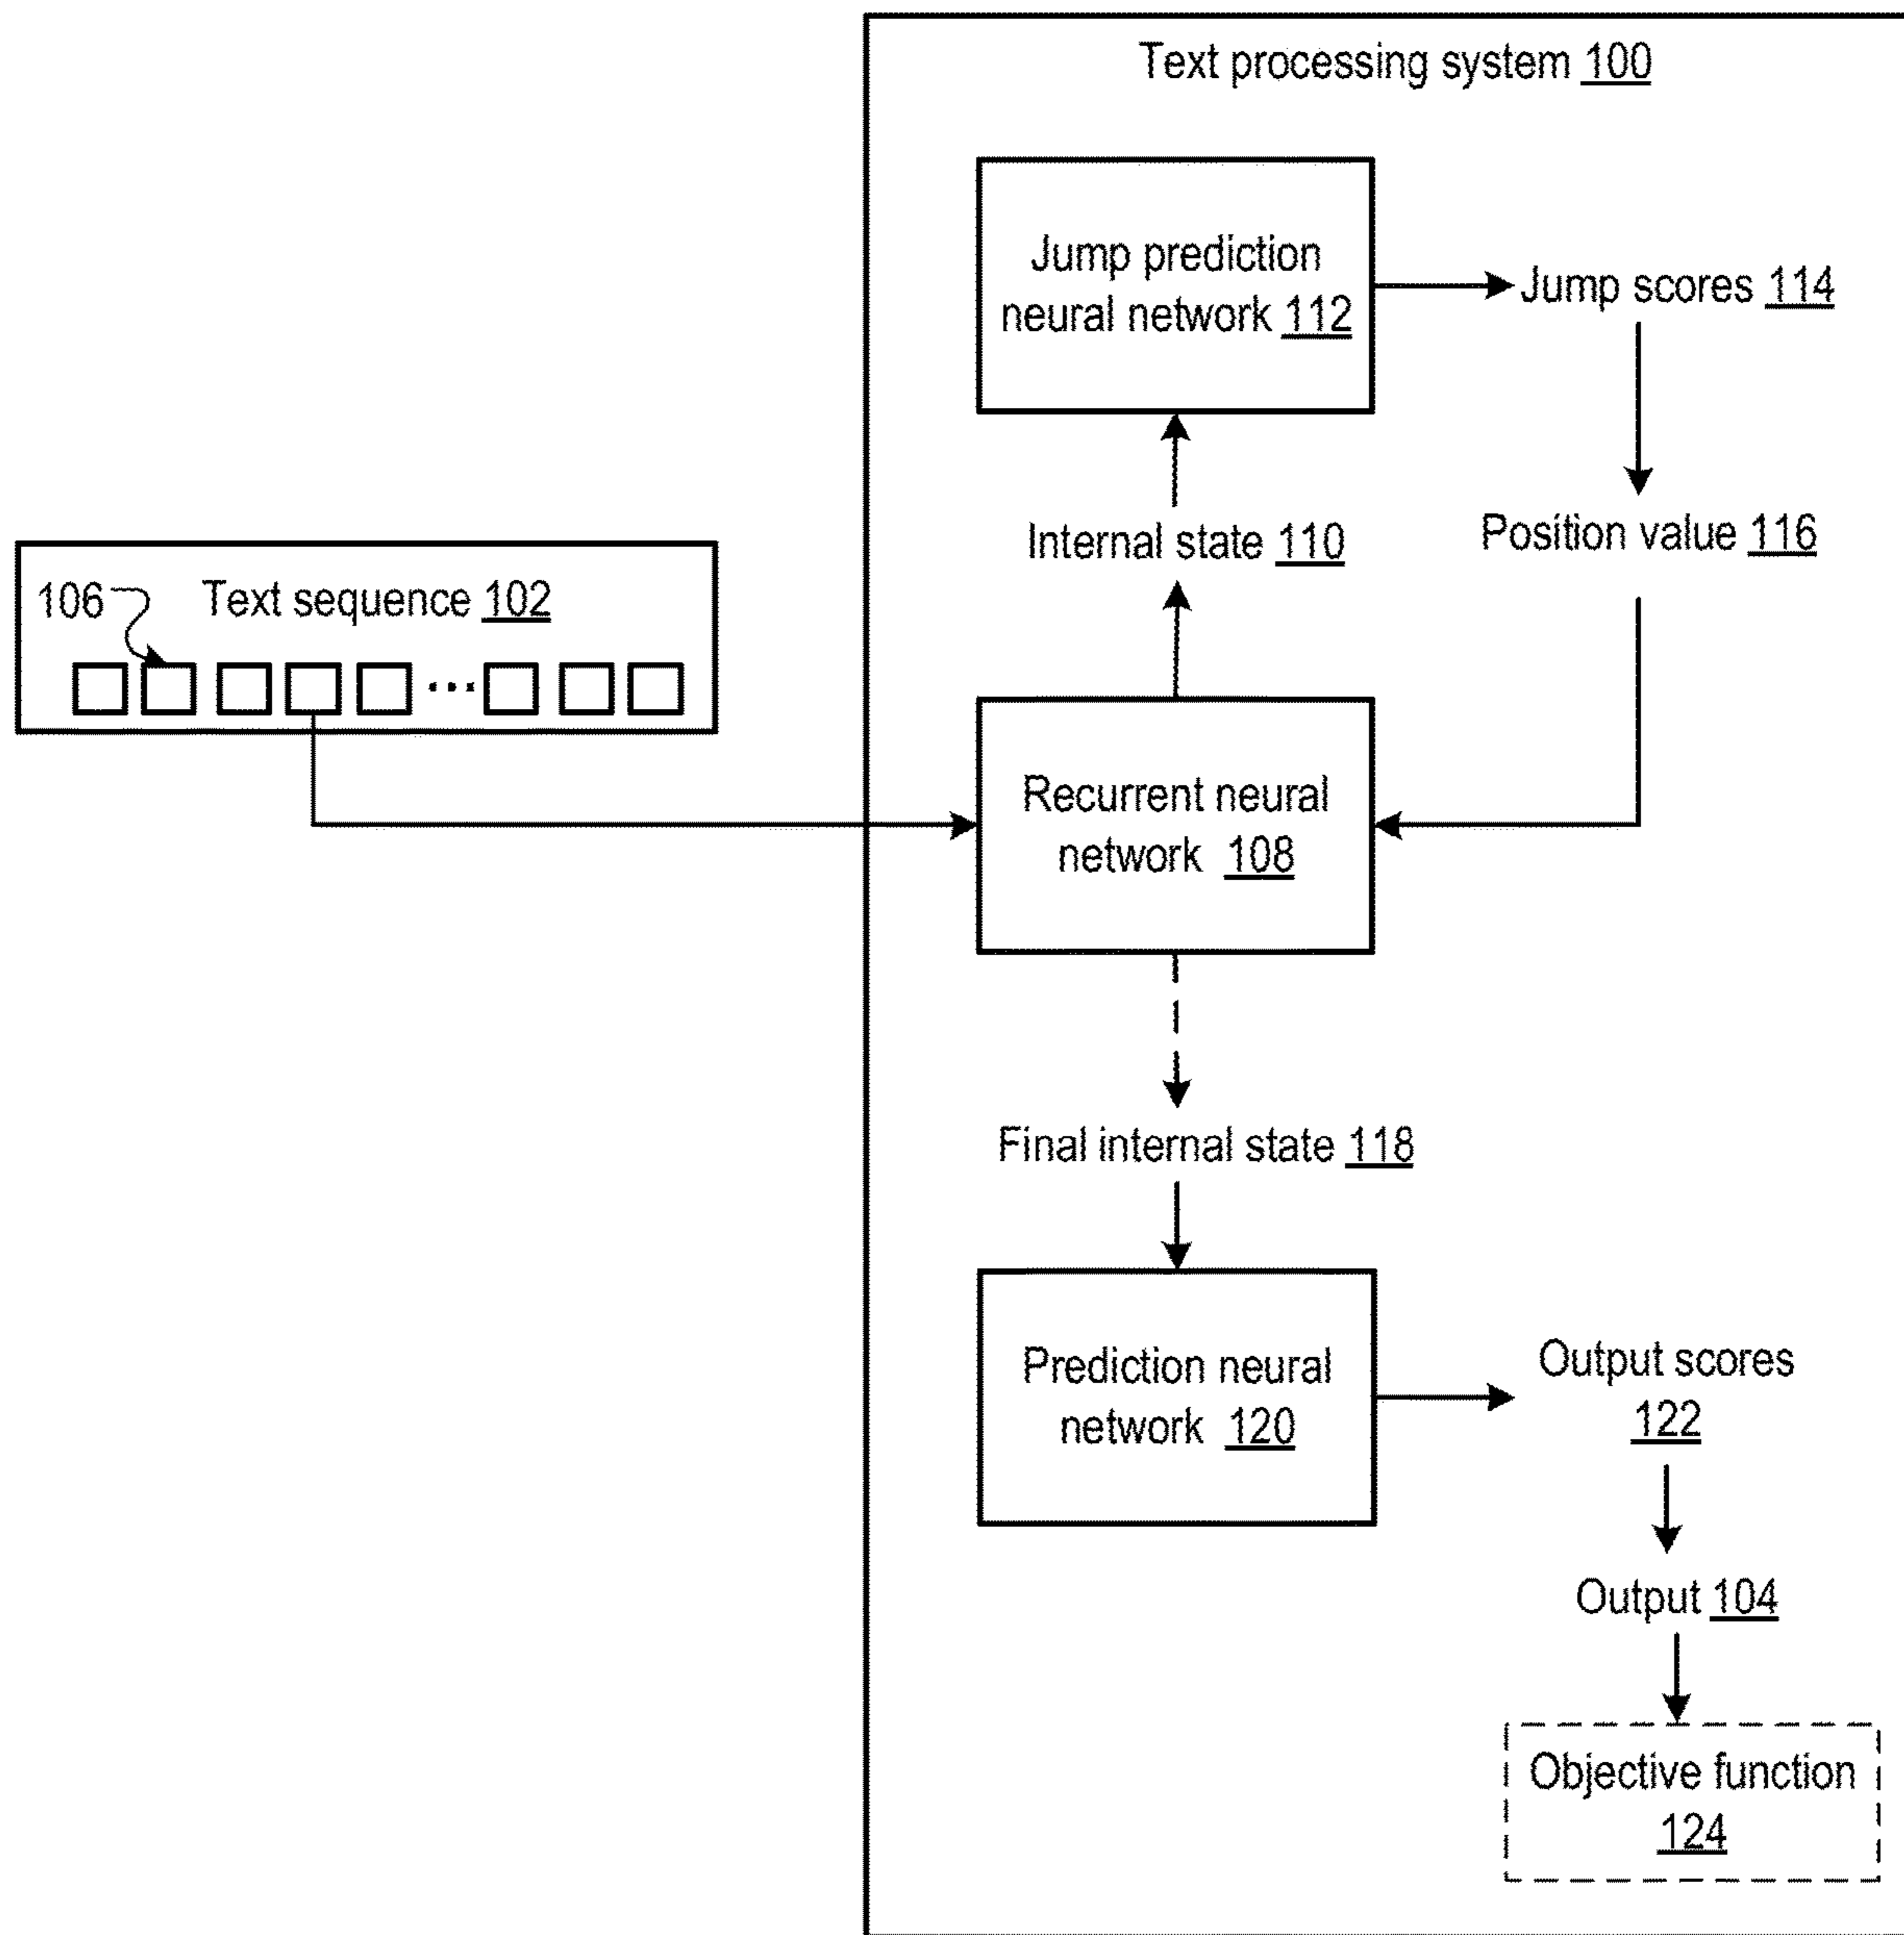 Text processing system 100
Jump prediction
neural network 112
Jump scores 114
Internal state 110
Position value 116
106
Text sequence 102
Recurrent neural
network 108
Final internal state 118
Prediction neural
network 120
Output scores
122
Output 104
Objective function
124